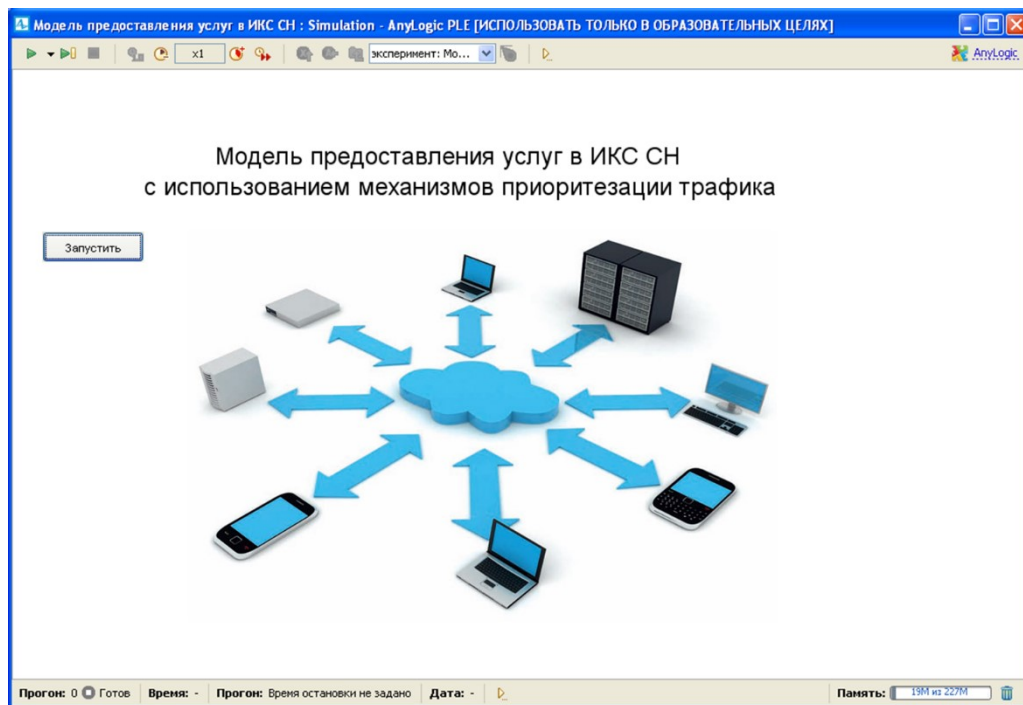 Модель предоставления услуг в ИКС СН : Simulation - AnyLogic PLE [ИСПОЛЬЗОВАТЬ ТОЛЬКО В ОБРАЗОВАТЕЛЬНЫХ ЦЕЛЯХ]
x1 эксперимент: Мо... AnyLogic
Модель предоставления услуг в ИКС СН
с использованием механизмов приоритезации трафика
Запустить
Прогон: 0 Готов Время: - Прогон: Время остановки не задано Дата: - Память: 19M из 227M